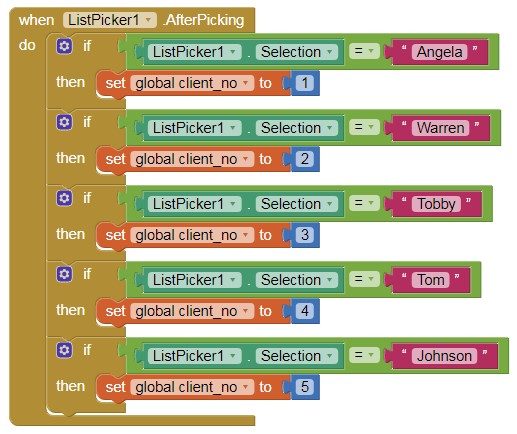 when ListPicker1 .AfterPicking
do if ListPicker1 . Selection = " Angela "
then set global client_no to 1
if ListPicker1 . Selection = " Warren "
then set global client_no to 2
if ListPicker1 . Selection = " Tobby "
then set global client_no to 3
if ListPicker1 . Selection = " Tom "
then set global client_no to 4
if ListPicker1 . Selection = " Johnson "
then set global client_no to 5